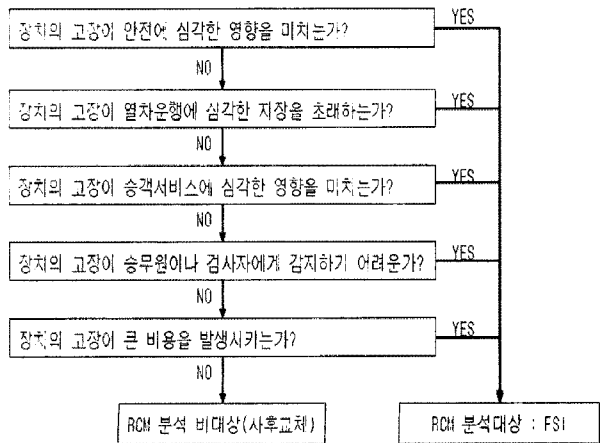 장치의 고장이 안전에 심각한 영향을 미치는가?
YES
NO
장치의 고장이 열차운행에 심각한 지장을 초래하는가?
YES
NO
장치의 고장이 승객서비스에 심각한 영향을 미치는가?
YES
NO
장치의 고장이 승무원이나 검사자에게 감지하기 어려운가?
YES
NO
장치의 고장이 큰 비용을 발생시키는가?
YES
NO
RCM 분석 비대상(사후교체)
RCM 분석대상 : FSI